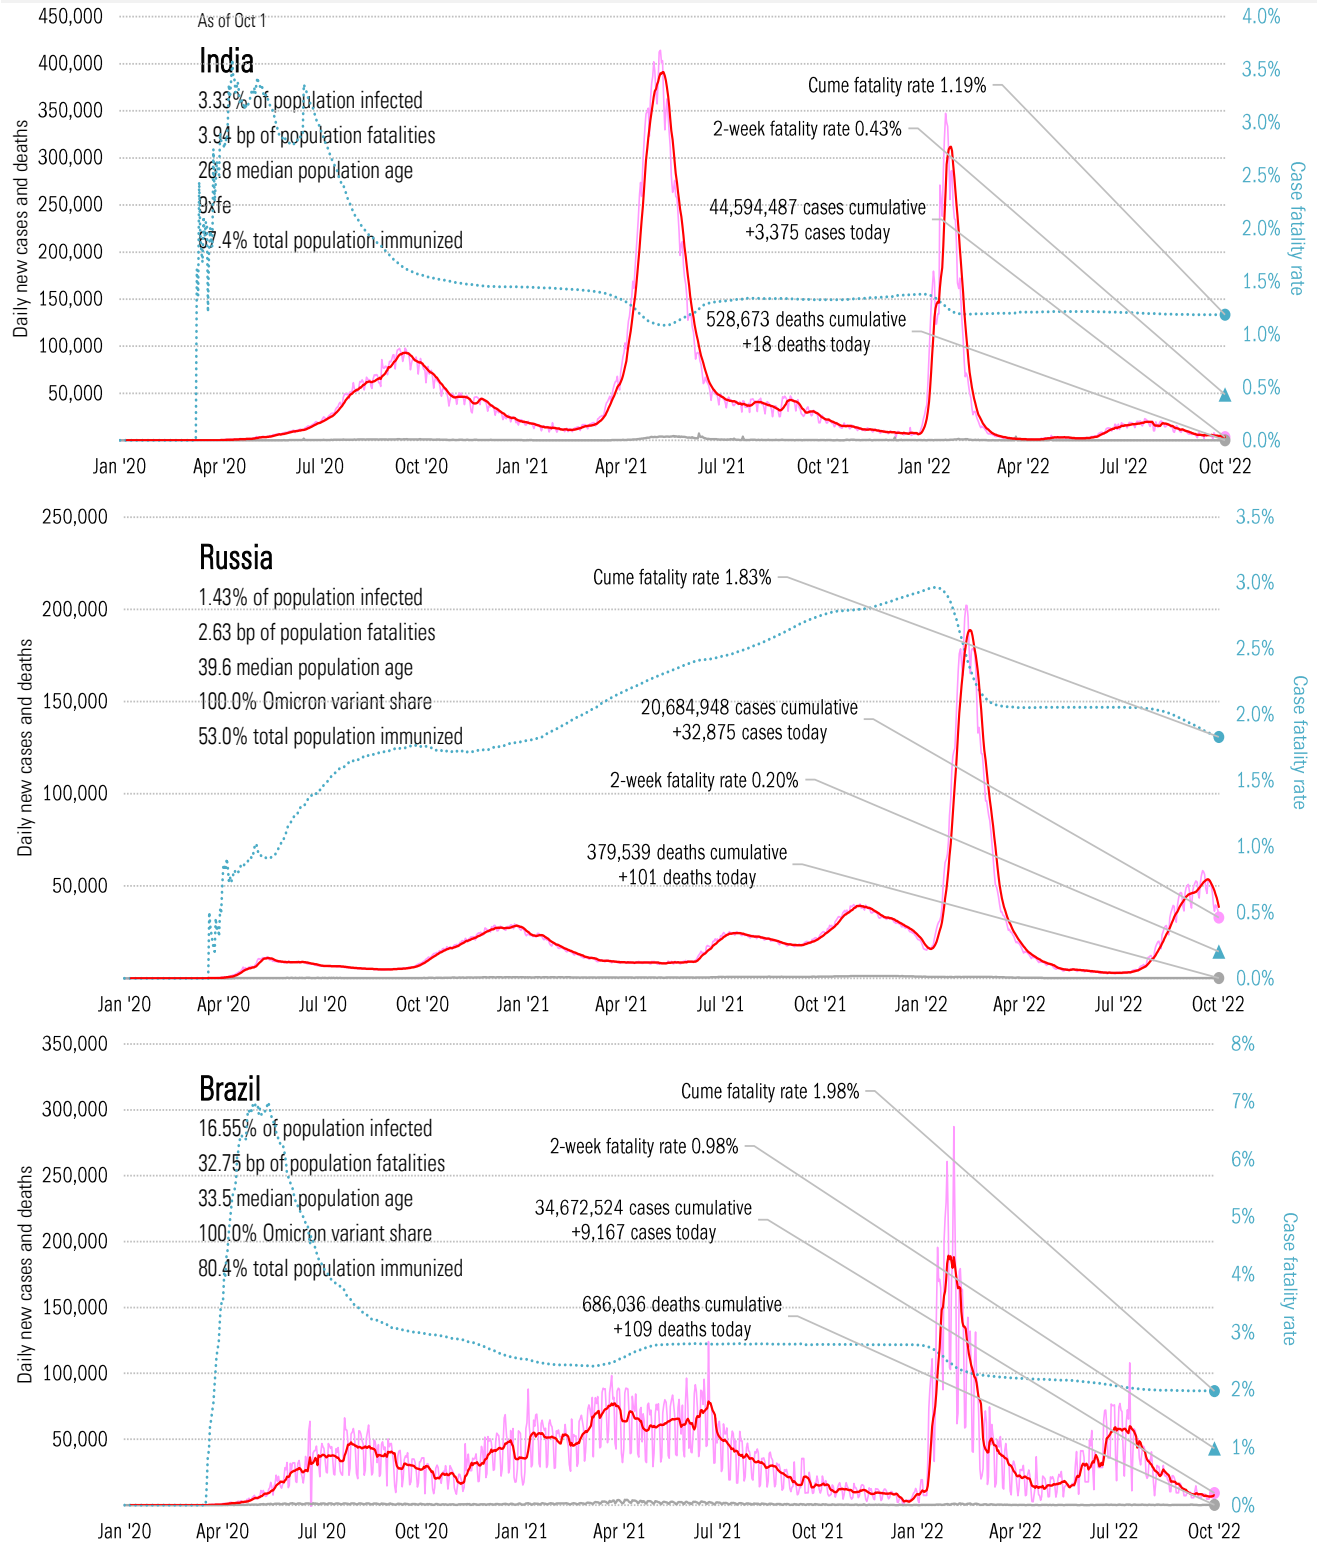 As of Oct 1
India
3.33% of population infected
3.94 bp of population fatalities
26.8 median population age
0xfe
67.4% total population immunized
Cume fatality rate 1.19%
2-week fatality rate 0.43%
44,594,487 cases cumulative
+3,375 cases today
528,673 deaths cumulative
+18 deaths today
Daily new cases and deaths
450,000
400,000
350,000
300,000
250,000
200,000
150,000
100,000
50,000
4.0%
3.5%
3.0%
2.5%
2.0%
1.5%
1.0%
0.5%
0.0%
Case fatality rate
Jan '20 Apr '20 Jul '20 Oct '20 Jan '21 Apr '21 Jul '21 Oct '21 Jan '22 Apr '22 Jul '22 Oct '22
Russia
1.43% of population infected
2.63 bp of population fatalities
39.6 median population age
100.0% Omicron variant share
53.0% total population immunized
Cume fatality rate 1.83%
20,684,948 cases cumulative
+32,875 cases today
2-week fatality rate 0.20%
379,539 deaths cumulative
+101 deaths today
Daily new cases and deaths
250,000
200,000
150,000
100,000
50,000
3.5%
3.0%
2.5%
2.0%
1.5%
1.0%
0.5%
0.0%
Case fatality rate
Jan '20 Apr '20 Jul '20 Oct '20 Jan '21 Apr '21 Jul '21 Oct '21 Jan '22 Apr '22 Jul '22 Oct '22
Brazil
16.55% of population infected
32.75 bp of population fatalities
33.5 median population age
100.0% Omicron variant share
80.4% total population immunized
Cume fatality rate 1.98%
2-week fatality rate 0.98%
34,672,524 cases cumulative
+9,167 cases today
686,036 deaths cumulative
+109 deaths today
Daily new cases and deaths
350,000
300,000
250,000
200,000
150,000
100,000
50,000
8%
7%
6%
5%
4%
3%
2%
1%
0%
Case fatality rate
Jan '20 Apr '20 Jul '20 Oct '20 Jan '21 Apr '21 Jul '21 Oct '21 Jan '22 Apr '22 Jul '22 Oct '22